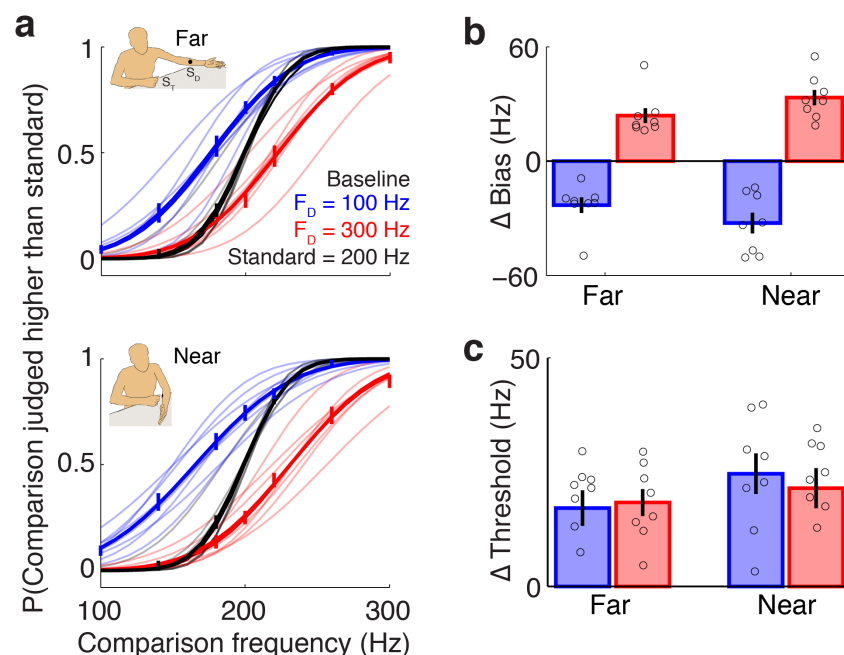 a
Far
S_T
S_D
1
0.5
0
Baseline
F_D = 100 Hz
F_D = 300 Hz
Standard = 200 Hz
Near
1
0.5
0
100
200
300
Comparison frequency (Hz)
P(Comparison judged higher than standard)
b
60
0
−60
Δ Bias (Hz)
Far
Near
c
50
0
Δ Threshold (Hz)
Far
Near